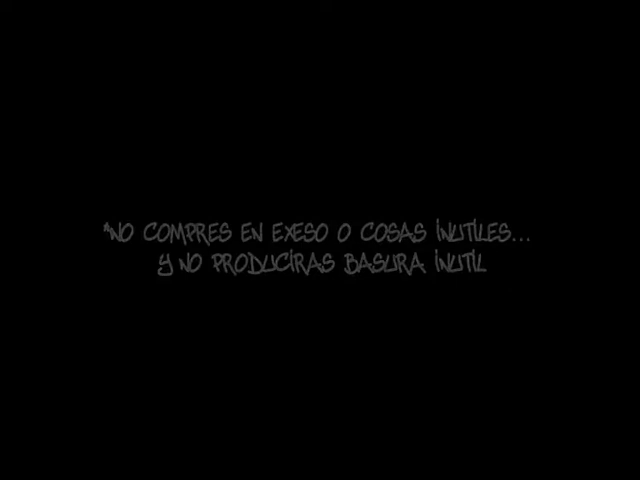 *NO COMPRES EN EXESO O COSAS INUTILES...
Y NO PRODUCIRAS BASURA INUTIL